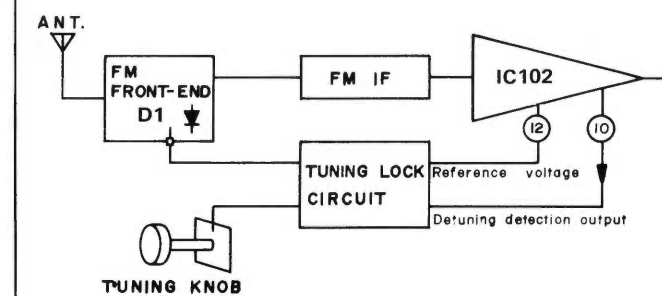 ANT.
FM
FRONT-END
D1
FM IF
IC102
12
10
TUNING LOCK
CIRCUIT
Reference voltage
Detuning detection output
TUNING KNOB